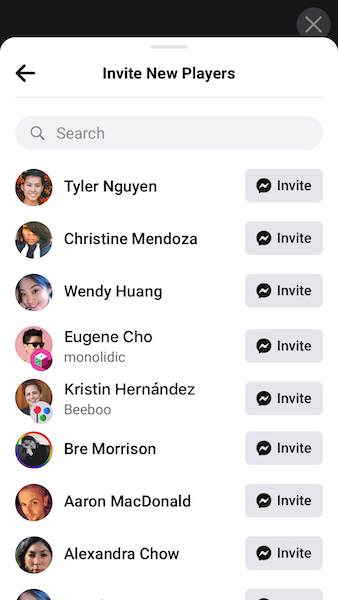 Invite New Players
Search
Tyler Nguyen
Invite
Christine Mendoza
Invite
Wendy Huang
Invite
Eugene Cho
monolidic
Invite
Kristin Hernández
Beeboo
Invite
Bre Morrison
Invite
Aaron MacDonald
Invite
Alexandra Chow
Invite
Invite